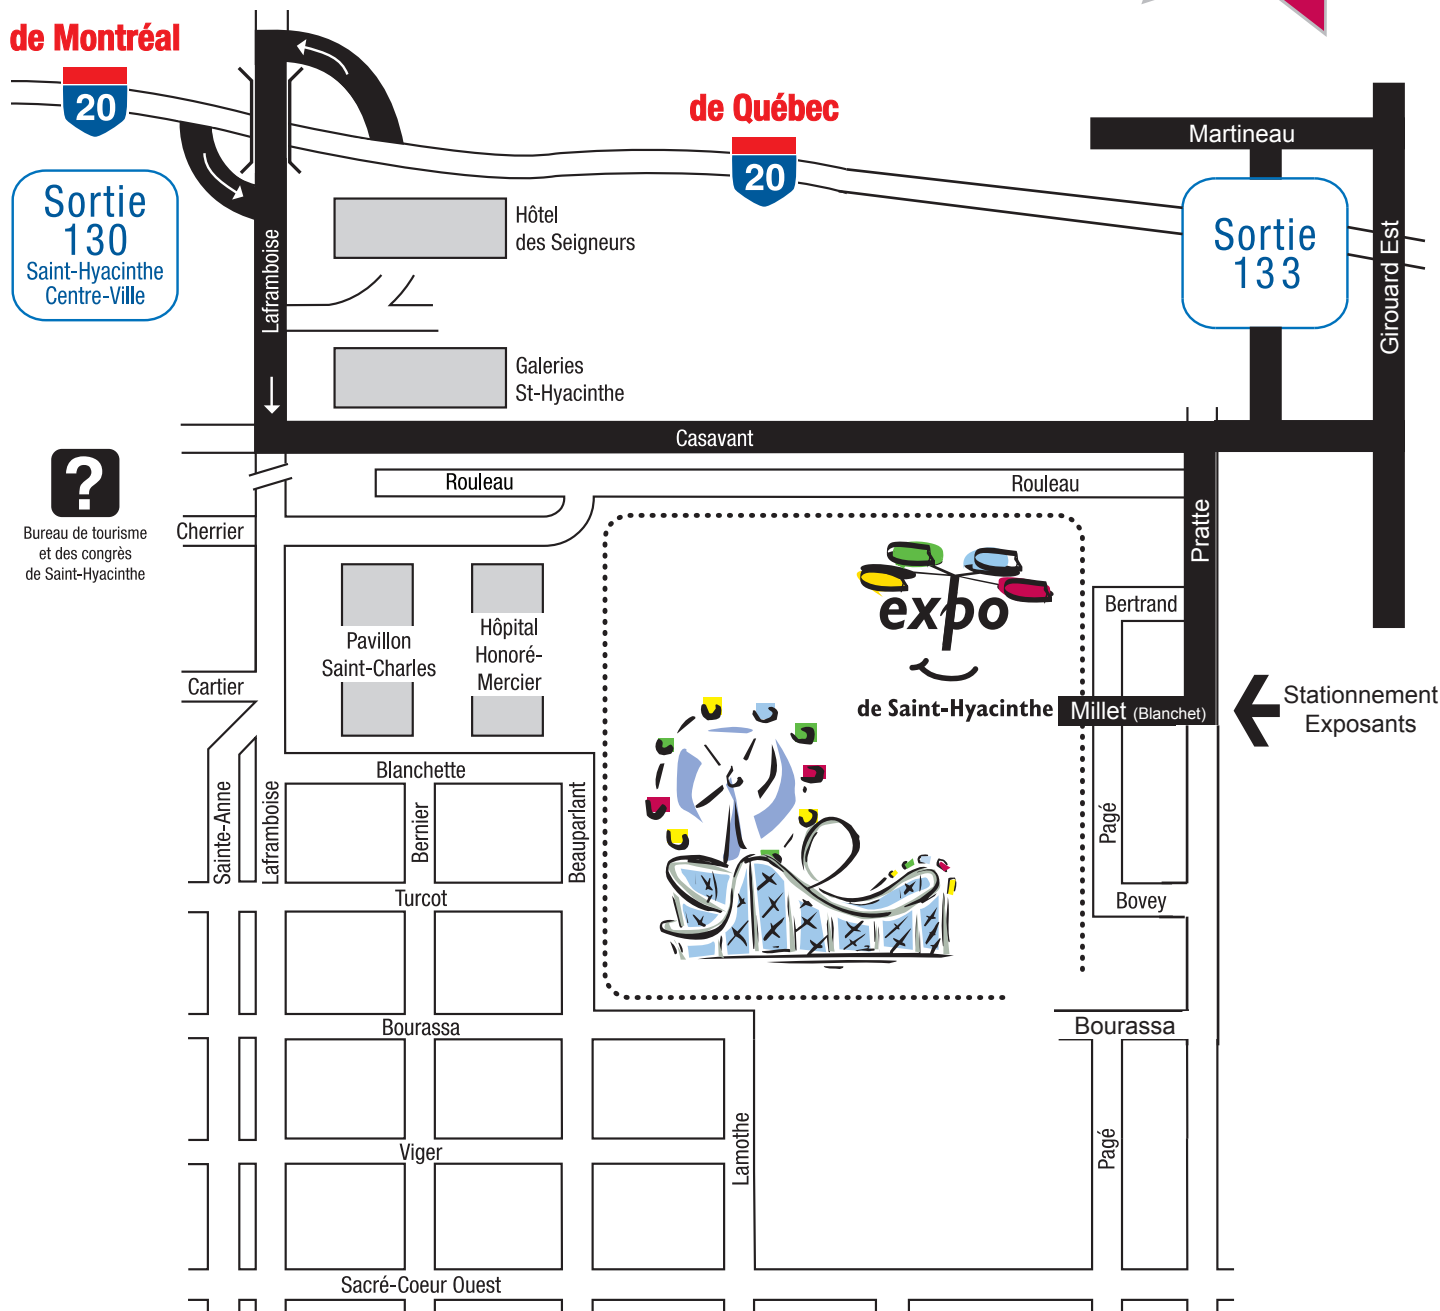 de Montréal
20
de Québec
20
Martineau
Sortie
130
Saint-Hyacinthe
Centre-Ville
Hôtel
des Seigneurs
Sortie
133
Laframboise
Girouard Est
Galeries
St-Hyacinthe
Casavant
?
Bureau de tourisme
et des congrès
de Saint-Hyacinthe
Rouleau
Rouleau
Cherrier
Pratte
expo
de Saint-Hyacinthe
Bertrand
Pavillon
Saint-Charles
Hôpital
Honoré-
Mercier
Cartier
Millet (Blanchet)
Stationnement
Exposants
Blanchette
Sainte-Anne
Laframboise
Bernier
Beauparlant
Pagé
Turcot
Bovey
Bourassa
Bourassa
Viger
Lamothe
Pagé
Sacré-Coeur Ouest